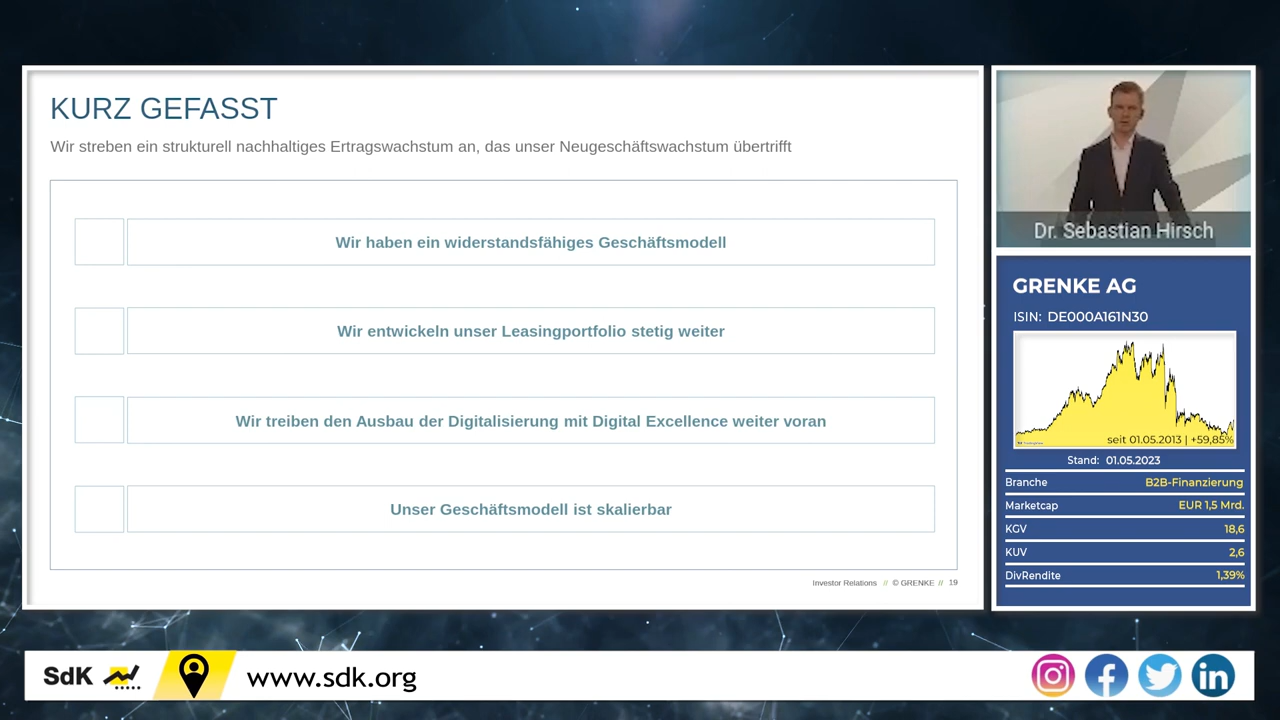 KURZ GEFASST
Wir streben ein strukturell nachhaltiges Ertragswachstum an, das unser Neugeschäftswachstum übertrifft
Wir haben ein widerstandsfähiges Geschäftsmodell
Wir entwickeln unser Leasingportfolio stetig weiter
Wir treiben den Ausbau der Digitalisierung mit Digital Excellence weiter voran
Unser Geschäftsmodell ist skalierbar
Investor Relations // © GRENKE // 19
Dr. Sebastian Hirsch
GRENKE AG
ISIN: DE000A161N30
seit 01.05.2013 | +59,85%
Stand: 01.05.2023
Branche B2B-Finanzierung
Marketcap EUR 1,5 Mrd.
KGV 18,6
KUV 2,6
DivRendite 1,39%
SdK
www.sdk.org